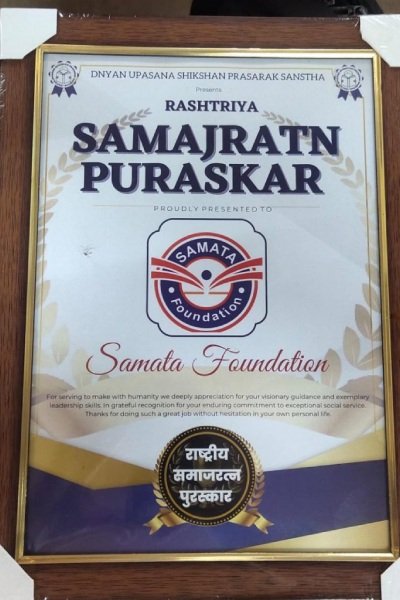 DNYAN UPASANA SHIKSHAN PRASARAK SANSTHA
Presents
RASHTRIYA
SAMAJRATN
PURASKAR
PROUDLY PRESENTED TO
SAMATA
Foundation
Samata Foundation
For serving to make with humanity we deeply appreciation for your visionary guidance and exemplary
leadership skills. in grateful recognition for your enduring commitment to exceptional social service.
Thanks for doing such a great job without hesitation in your own personal life.
राष्ट्रीय
समाजरत्न
पुरस्कार